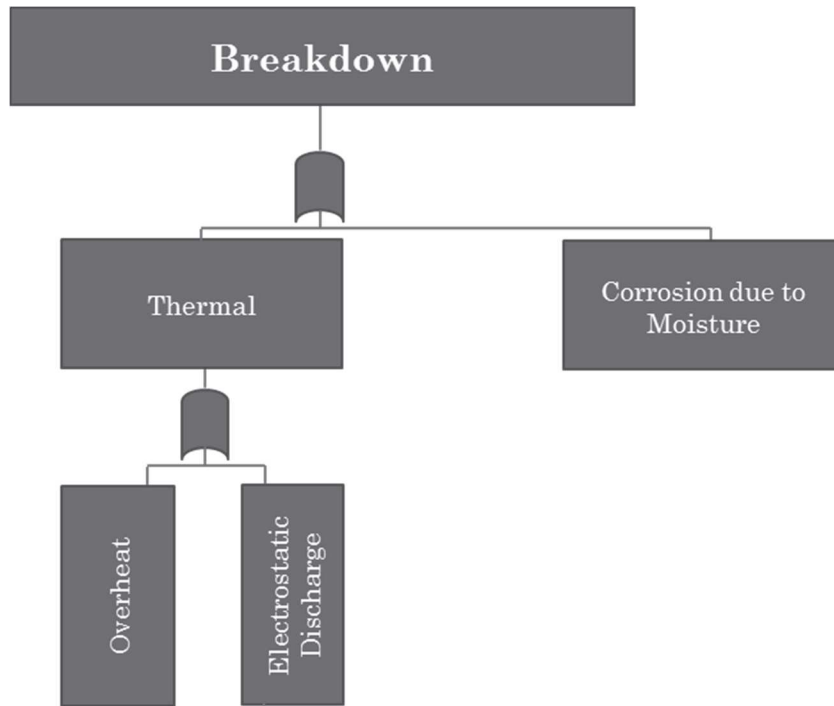 Breakdown
Thermal
Corrosion due to
Moisture
Overheat
Electrostatic
Discharge